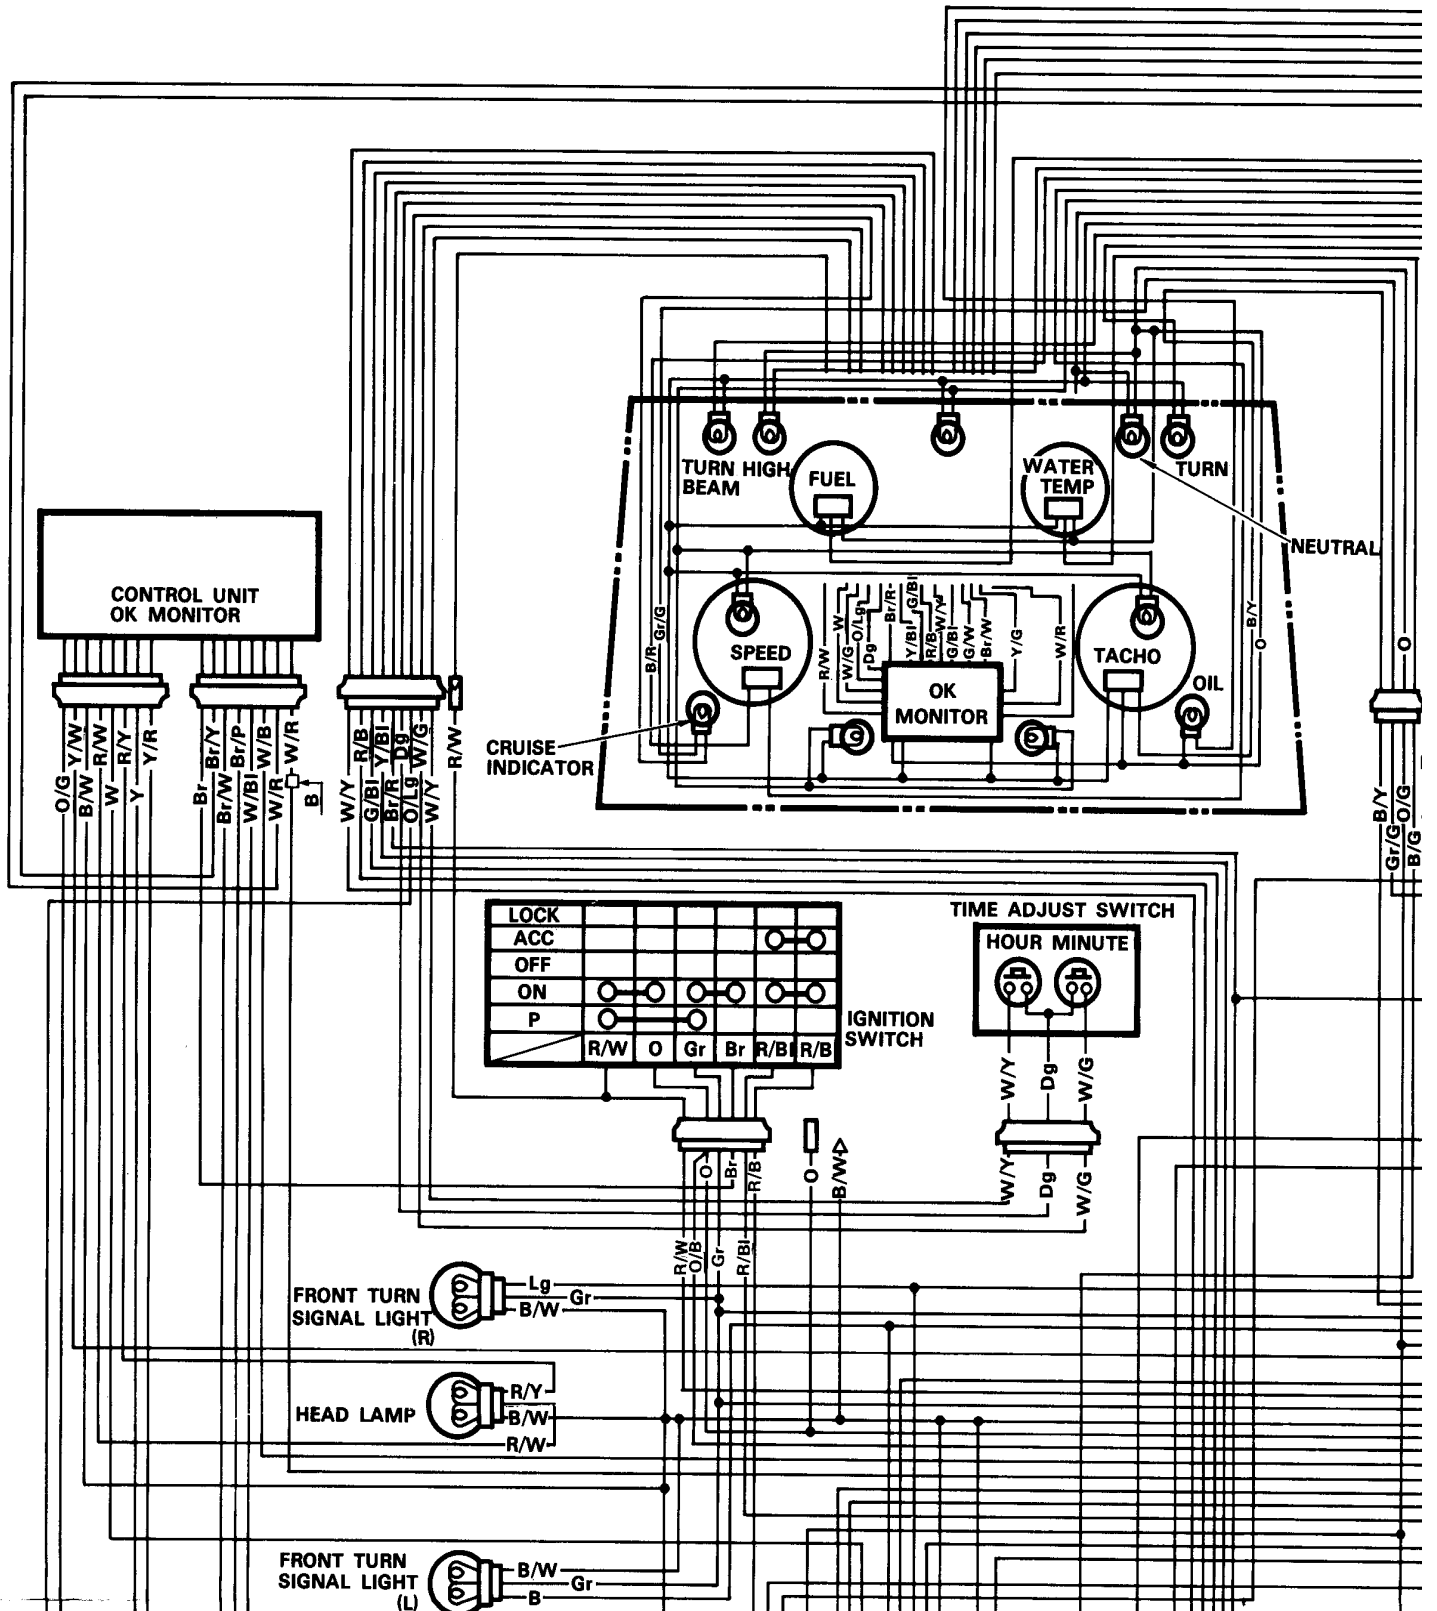 TURN HIGH
BEAM
FUEL
WATER
TEMP
TURN
NEUTRAL
CONTROL UNIT
OK MONITOR
B/R
Gr/G
SPEED
R/W
W
W/G
O/Lg
Dg
Br/R
Y/Bl
G/Bl
R/B
W/Y
G/Bl
G/W
Br/W
Y/G
W/R
OK
MONITOR
TACHO
OIL
B/Y
O
O
CRUISE
INDICATOR
O/G
Y/W
B/W
R/W
W
R/Y
Y
Y/R
Br
Br/Y
Br/W
Br/P
W/Bl
W/B
W/R
W/R
B
W/Y
R/B
G/Bl
Y/Bl
Br/R
Dg
O/Lg
W/G
W/Y
R/W
B/Y
Gr/G
O/G
B/G
LOCK
ACC
OFF
ON
P
R/W O Gr Br R/Bl R/B
IGNITION
SWITCH
TIME ADJUST SWITCH
HOUR MINUTE
W/Y
Dg
W/G
W/Y
Dg
W/G
O
Br
R/B
O
B/W
R/W
O/B
Gr
R/Bl
FRONT TURN
SIGNAL LIGHT
(R)
Lg
Gr
B/W
HEAD LAMP
R/Y
B/W
R/W
FRONT TURN
SIGNAL LIGHT
(L)
B/W
Gr
B